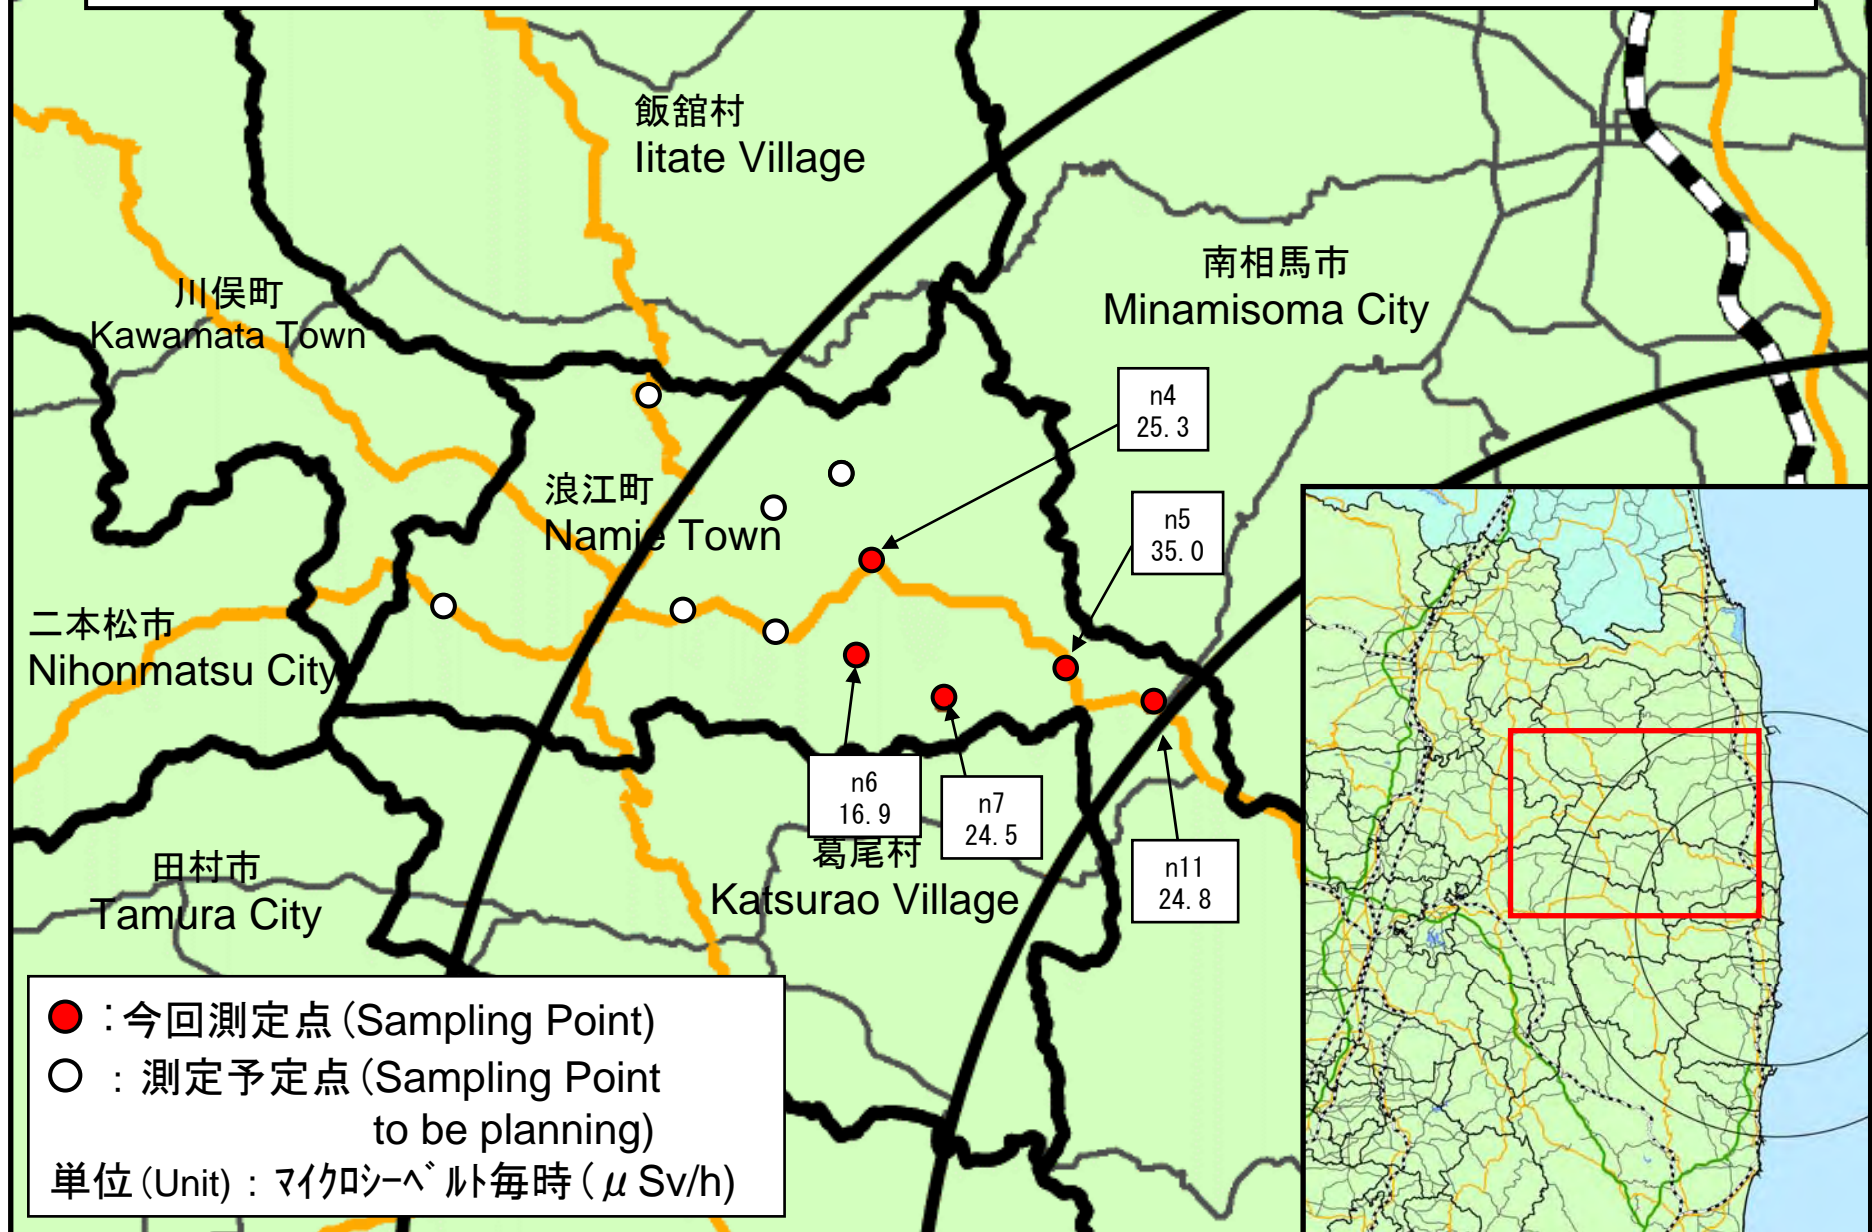 飯舘村
Iitate Village
南相馬市
Minamisoma City
川俣町
Kawamata Town
n4
25.3
浪江町
Namie Town
n5
35.0
二本松市
Nihonmatsu City
n6
16.9
n7
24.5
葛尾村
Katsurao Village
n11
24.8
田村市
Tamura City
:今回測定点(Sampling Point)
: 測定予定点(Sampling Point
to be planning)
単位(Unit) : マイクロシーベルト毎時(μ Sv/h)